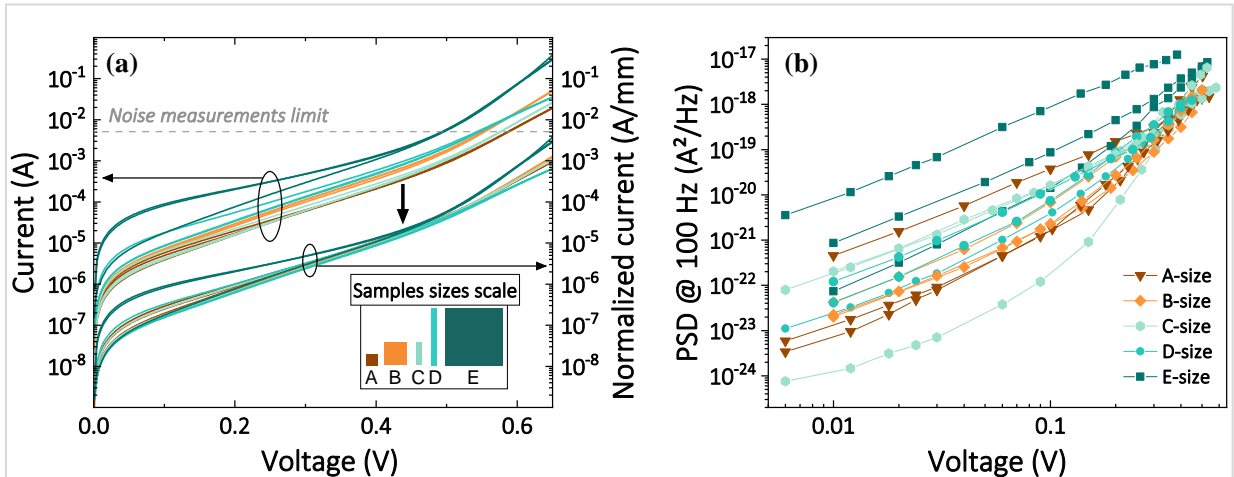 (a)
Noise measurements limit
Current (A)
10⁻¹
10⁻²
10⁻³
10⁻⁴
10⁻⁵
10⁻⁶
10⁻⁷
10⁻⁸
0.0 0.2 0.4 0.6
Voltage (V)
Samples sizes scale
A B C D E
10⁻¹
10⁻²
10⁻³
10⁻⁴
10⁻⁵
10⁻⁶
10⁻⁷
10⁻⁸
Normalized current (A/mm)
(b)
PSD @ 100 Hz (A²/Hz)
10⁻¹⁷
10⁻¹⁸
10⁻¹⁹
10⁻²⁰
10⁻²¹
10⁻²²
10⁻²³
10⁻²⁴
A-size
B-size
C-size
D-size
E-size
0.01 0.1
Voltage (V)